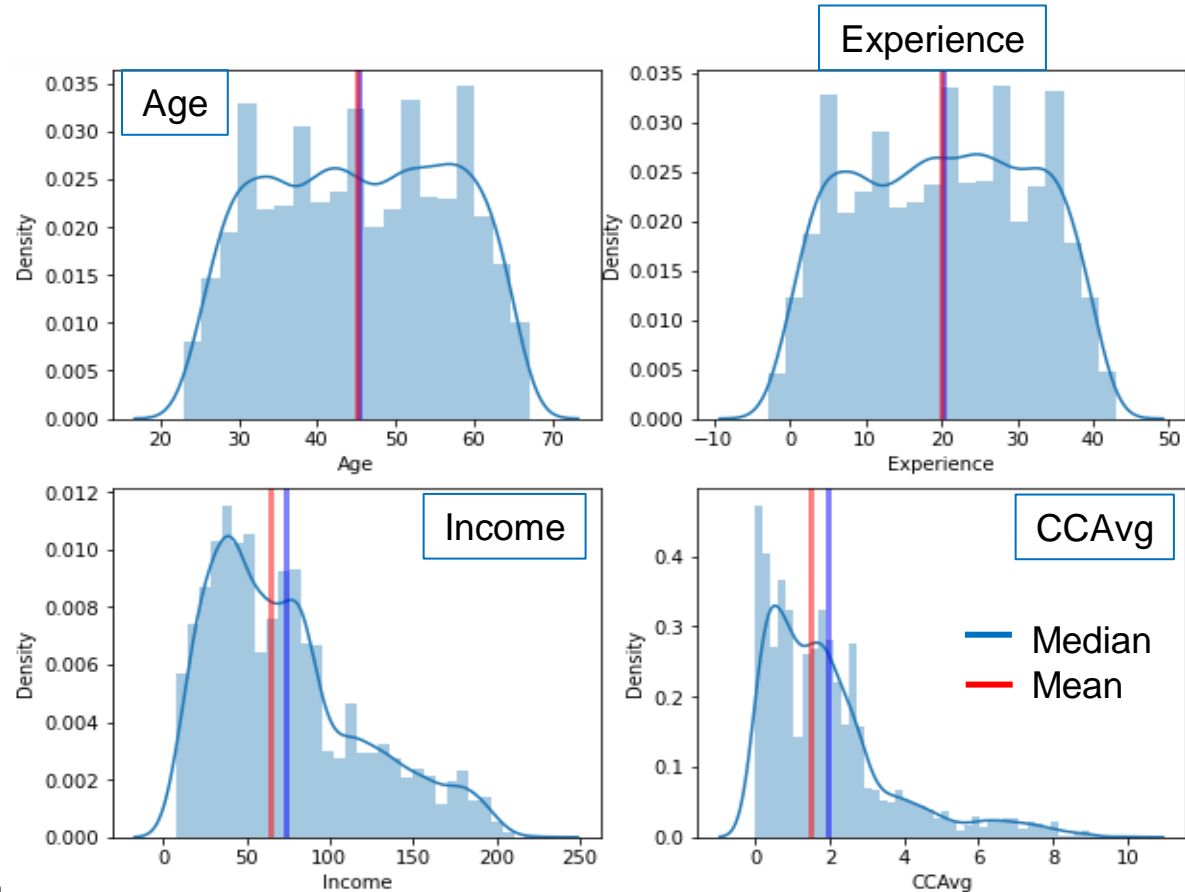 Experience
Age
0.035
0.030
0.025
0.020
0.015
0.010
0.005
0.000
Density
20 30 40 50 60 70
Age
0.035
0.030
0.025
0.020
0.015
0.010
0.005
0.000
Density
−10 0 10 20 30 40 50
Experience
Income
0.012
0.010
0.008
0.006
0.004
0.002
0.000
Density
0 50 100 150 200 250
Income
CCAvg
0.4
0.3
0.2
0.1
0.0
Density
Median
Mean
0 2 4 6 8 10
CCAvg